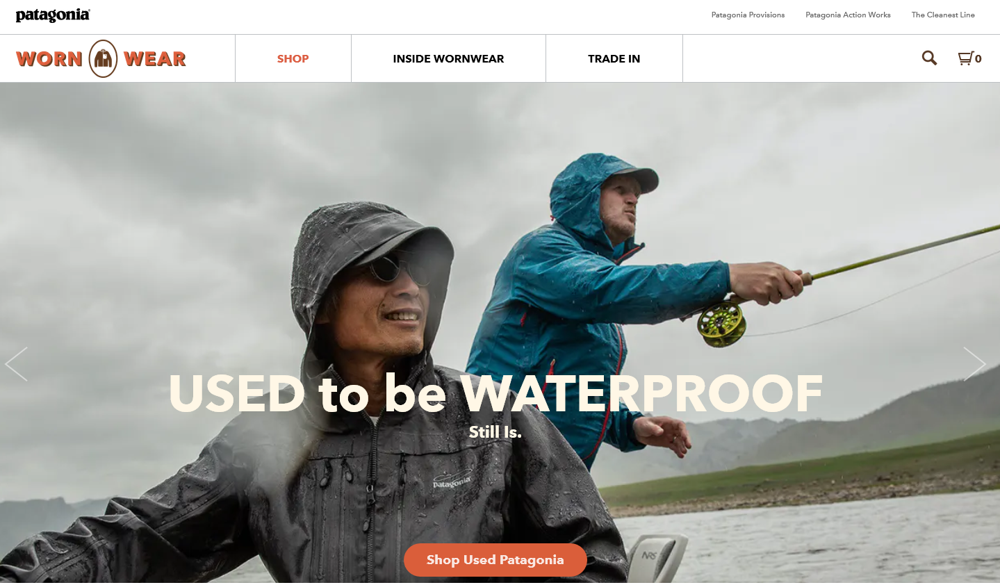 patagonia®
Patagonia Provisions
Patagonia Action Works
The Cleanest Line
WORN WEAR
SHOP
INSIDE WORNWEAR
TRADE IN
0
USED to be WATERPROOF
Still Is.
patagonia
Shop Used Patagonia
NRS